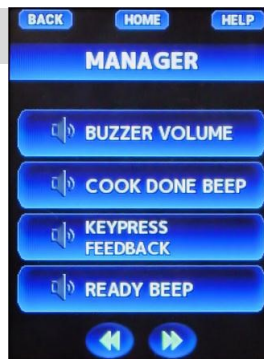 BACK HOME HELP
MANAGER
BUZZER VOLUME
COOK DONE BEEP
KEYPRESS
FEEDBACK
READY BEEP